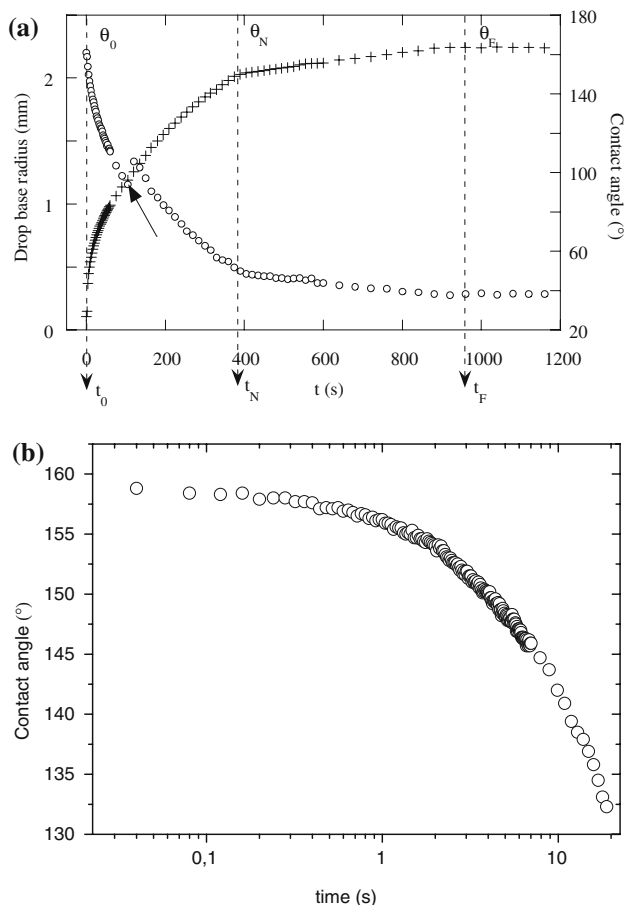 (a)
θ0
θN
θF
180
160
140
120
100
80
60
40
20
Contact angle (°)
2
1
0
Drop base radius (mm)
0
200
400
600
800
1000
1200
t0
tN
t (s)
tF
(b)
160
155
150
145
140
135
130
Contact angle (°)
0,1
1
10
time (s)